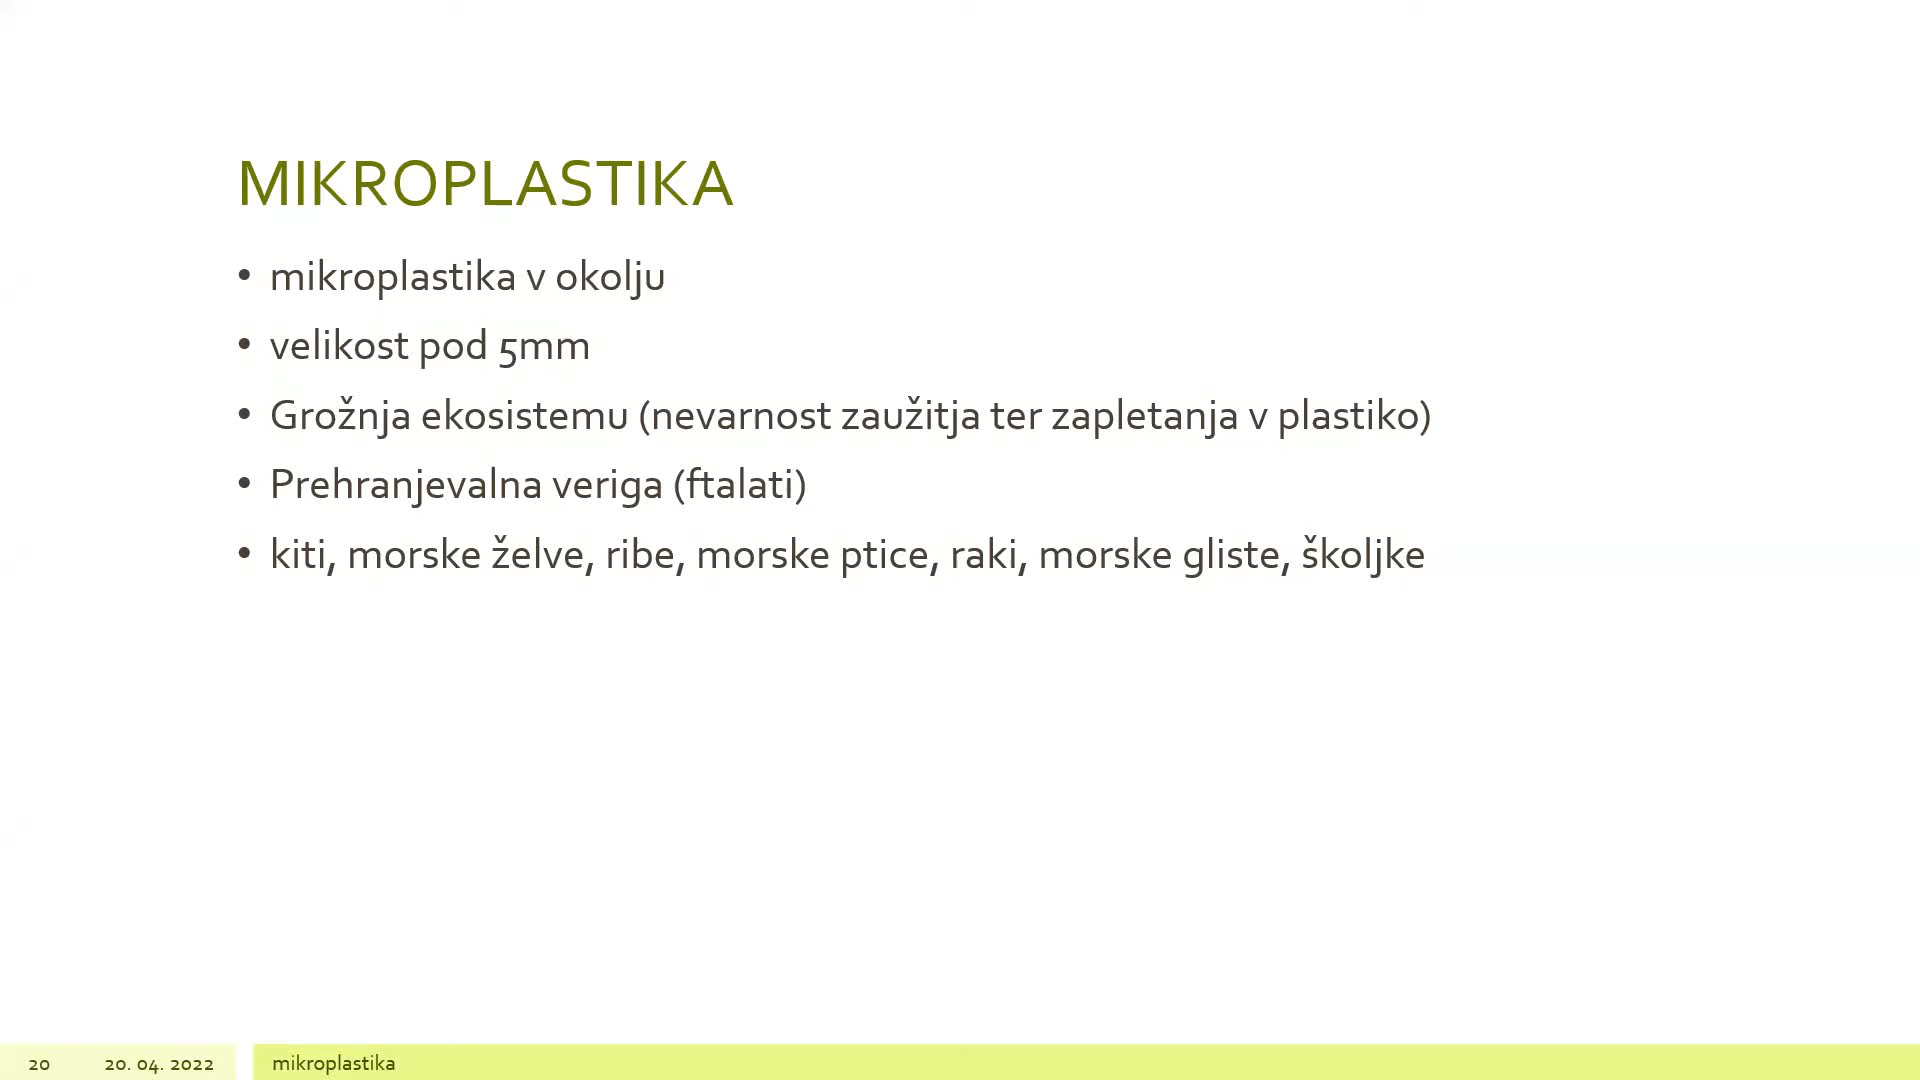 MIKROPLASTIKA
• mikroplastika v okolju
• velikost pod 5mm
• Grožnja ekosistemu (nevarnost zaužitja ter zapletanja v plastiko)
• Prehranjevalna veriga (ftalati)
• kiti, morske želve, ribe, morske ptice, raki, morske gliste, školjke
20 20. 04. 2022 mikroplastika